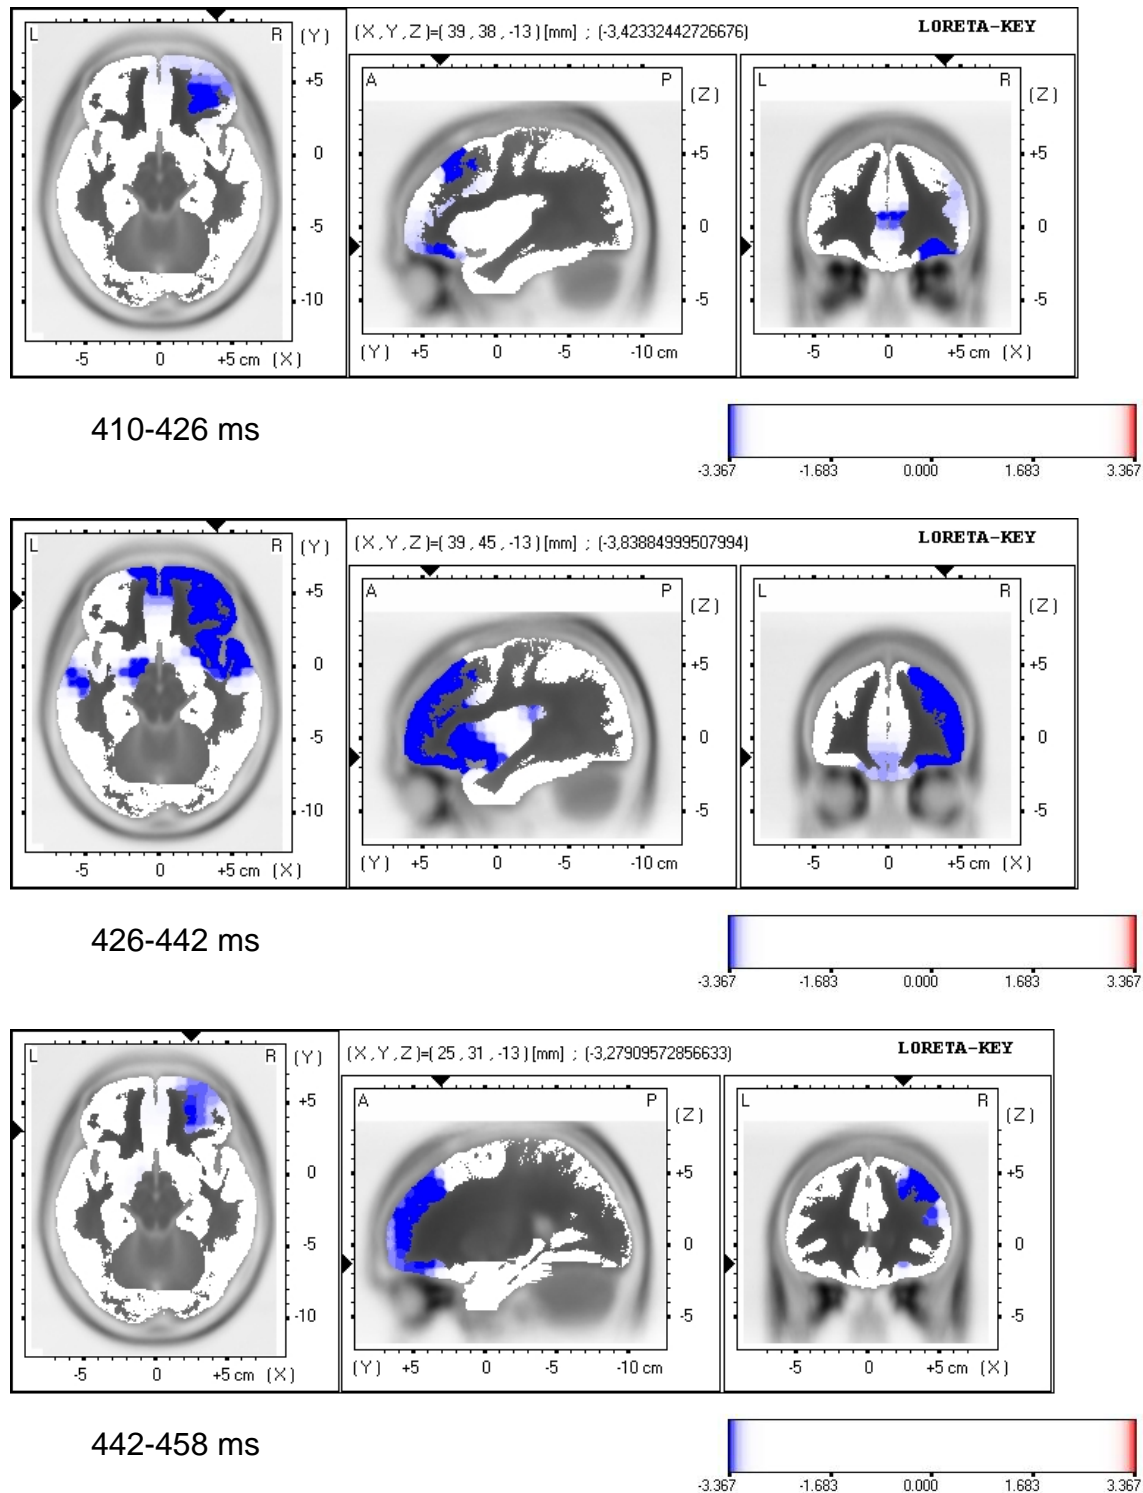 L R (Y) (X,Y,Z)=(39,38,-13)[mm] ; (-3,42332442726676) LORETA-KEY
A P (Z) L R (Z)
+5 +5 +5
0 0 0
-5 -5 -5
-10
-5 0 +5 cm (X) (Y) +5 0 -5 -10 cm -5 0 +5 cm (X)
410-426 ms
-3.367 -1.683 0.000 1.683 3.367
L R (Y) (X,Y,Z)=(39,45,-13)[mm] ; (-3,83884999507994) LORETA-KEY
A P (Z) L R (Z)
+5 +5 +5
0 0 0
-5 -5 -5
-10
-5 0 +5 cm (X) (Y) +5 0 -5 -10 cm -5 0 +5 cm (X)
426-442 ms
-3.367 -1.683 0.000 1.683 3.367
L R (Y) (X,Y,Z)=(25,31,-13)[mm] ; (-3,27909572856633) LORETA-KEY
A P (Z) L R (Z)
+5 +5 +5
0 0 0
-5 -5 -5
-10
-5 0 +5 cm (X) (Y) +5 0 -5 -10 cm -5 0 +5 cm (X)
442-458 ms
-3.367 -1.683 0.000 1.683 3.367